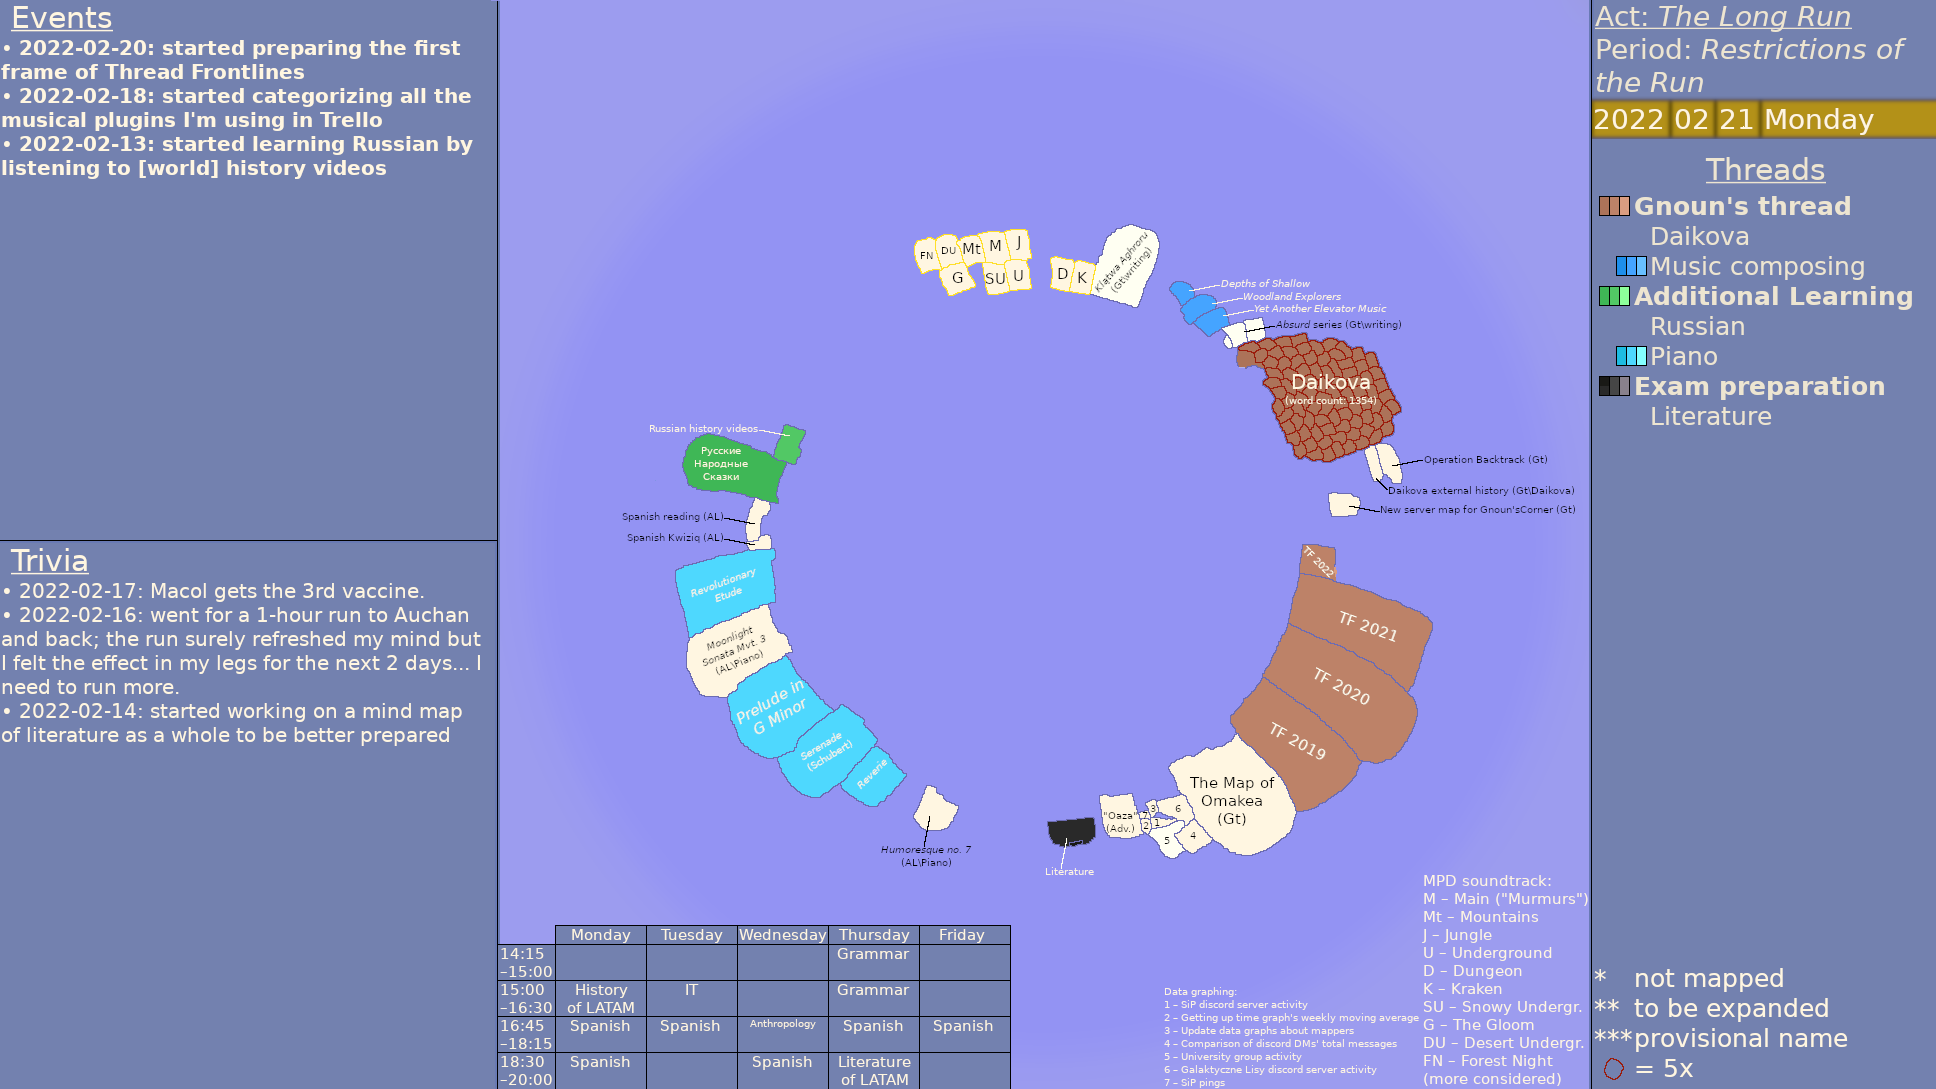 Events
• 2022-02-20: started preparing the first
frame of Thread Frontlines
• 2022-02-18: started categorizing all the
musical plugins I'm using in Trello
• 2022-02-13: started learning Russian by
listening to [world] history videos
Trivia
• 2022-02-17: Macol gets the 3rd vaccine.
• 2022-02-16: went for a 1-hour run to Auchan
and back; the run surely refreshed my mind but
I felt the effect in my legs for the next 2 days... I
need to run more.
• 2022-02-14: started working on a mind map
of literature as a whole to be better prepared
FN
DU
Mt
M
J
G
SU
U
D
K
Klątwa Aghroru
(Gt\writing)
Depths of Shallow
Woodland Explorers
Yet Another Elevator Music
Absurd series (Gt\writing)
Daikova
(word count: 1354)
Operation Backtrack (Gt)
Daikova external history (Gt\Daikova)
New server map for Gnoun'sCorner (Gt)
Russian history videos
Русские
Народные
Сказки
Spanish reading (AL)
Spanish Kwiziq (AL)
Revolutionary
Etude
Moonlight
Sonata Mvt. 3
(AL\Piano)
Prelude in
G Minor
Serenade
(Schubert)
Reverie
Humoresque no. 7
(AL\Piano)
Literature
"Oaza"
(Adv.)
3
6
7
2
1
5
4
The Map of
Omakea
(Gt)
TF 2022
TF 2021
TF 2020
TF 2019
Monday
Tuesday
Wednesday
Thursday
Friday
14:15
–15:00
Grammar
15:00
–16:30
History
of LATAM
IT
Grammar
16:45
–18:15
Spanish
Spanish
Anthropology
Spanish
Spanish
18:30
–20:00
Spanish
Spanish
Literature
of LATAM
Data graphing:
1 – SiP discord server activity
2 – Getting up time graph's weekly moving average
3 – Update data graphs about mappers
4 – Comparison of discord DMs' total messages
5 – University group activity
6 – Galaktyczne Lisy discord server activity
7 – SiP pings
MPD soundtrack:
M – Main ("Murmurs")
Mt – Mountains
J – Jungle
U – Underground
D – Dungeon
K – Kraken
SU – Snowy Undergr.
G – The Gloom
DU – Desert Undergr.
FN – Forest Night
(more considered)
Act: The Long Run
Period: Restrictions of
the Run
2022 02 21 Monday
Threads
Gnoun's thread
Daikova
Music composing
Additional Learning
Russian
Piano
Exam preparation
Literature
* not mapped
** to be expanded
*** provisional name
= 5x